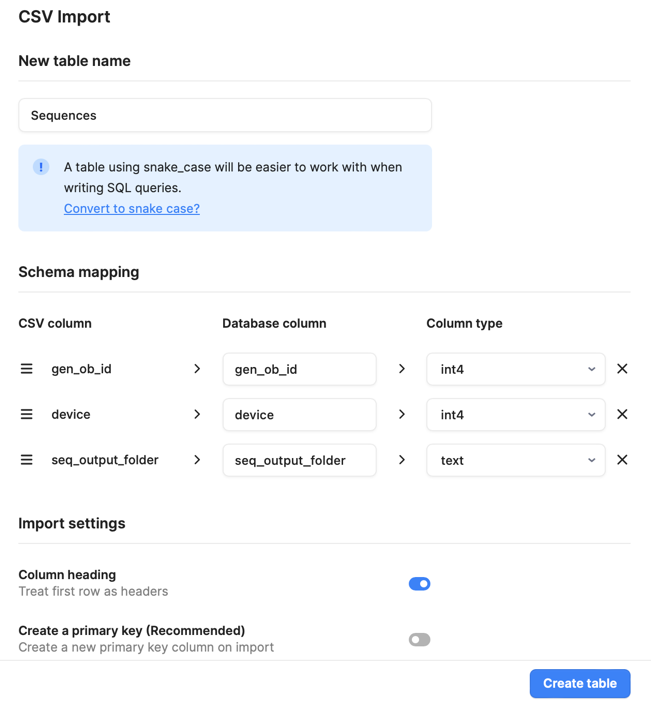 CSV Import
New table name
Sequences
! A table using snake_case will be easier to work with when
writing SQL queries.
Convert to snake case?
Schema mapping
CSV column Database column Column type
gen_ob_id gen_ob_id int4
device device int4
seq_output_folder seq_output_folder text
Import settings
Column heading
Treat first row as headers
Create a primary key (Recommended)
Create a new primary key column on import
Create table